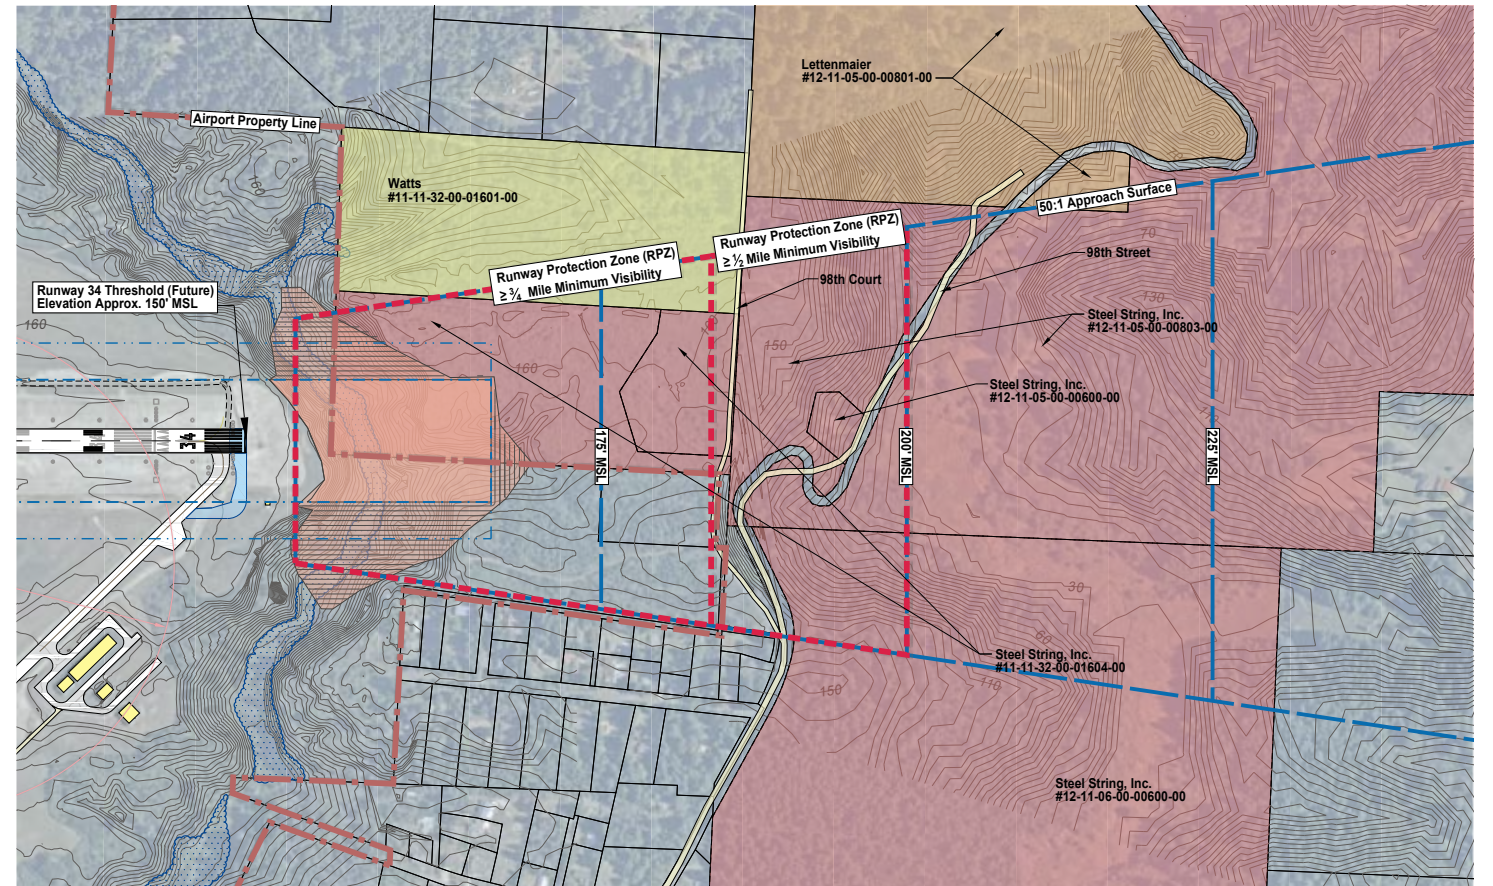 Lettenmaier
#12-11-05-00-00801-00
Airport Property Line
160
Watts
#11-11-32-00-01601-00
50:1 Approach Surface
Runway Protection Zone (RPZ)
≥ ½ Mile Minimum Visibility
70
98th Street
Runway Protection Zone (RPZ)
≥ ¾ Mile Minimum Visibility
98th Court
Runway 34 Threshold (Future)
Elevation Approx. 150' MSL
130
Steel String, Inc.
#12-11-05-00-00803-00
160
150
160
Steel String, Inc.
#12-11-05-00-00600-00
34
175' MSL
200' MSL
225' MSL
30
60
Steel String, Inc.
#11-11-32-00-01604-00
110
150
Steel String, Inc.
#12-11-06-00-00600-00